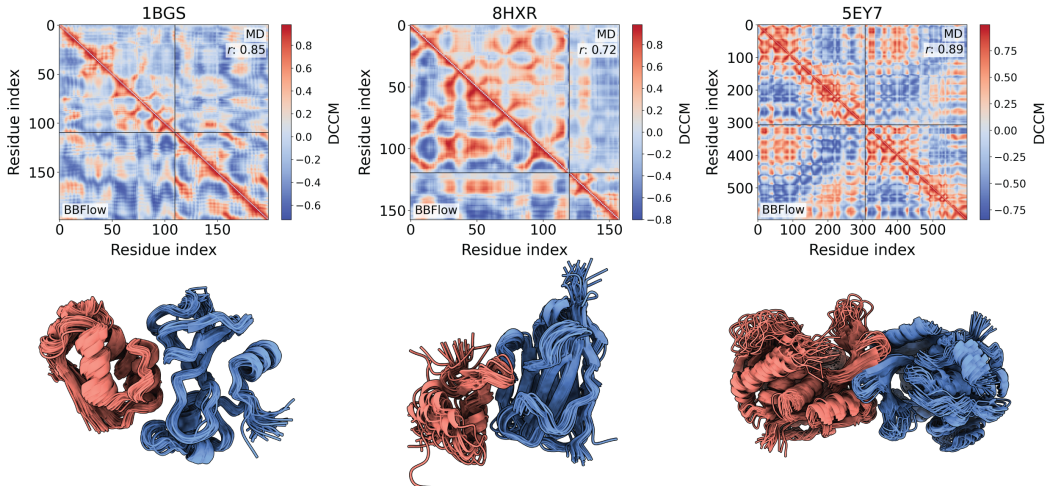 1BGS
MD
r: 0.85
BBFlow
0
50
100
150
0
50
100
150
Residue index
Residue index
0.8
0.6
0.4
0.2
0.0
−0.2
−0.4
−0.6
DCCM
8HXR
MD
r: 0.72
BBFlow
0
50
100
150
0
50
100
150
Residue index
Residue index
0.8
0.6
0.4
0.2
0.0
−0.2
−0.4
−0.6
−0.8
DCCM
5EY7
MD
r: 0.89
BBFlow
0
100
200
300
400
500
0
100
200
300
400
500
Residue index
Residue index
0.75
0.50
0.25
0.00
−0.25
−0.50
−0.75
DCCM